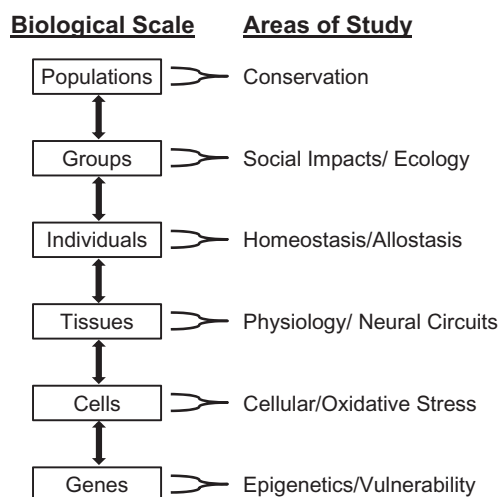 Biological Scale Areas of Study
Populations Conservation
Groups Social Impacts/ Ecology
Individuals Homeostasis/Allostasis
Tissues Physiology/ Neural Circuits
Cells Cellular/Oxidative Stress
Genes Epigenetics/Vulnerability